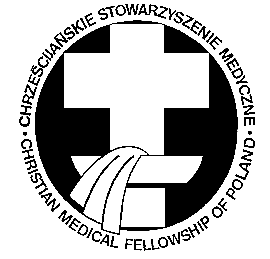 CHRZEŚCIJAŃSKIE STOWARZYSZENIE MEDYCZNE
CHRISTIAN MEDICAL FELLOWSHIP OF POLAND